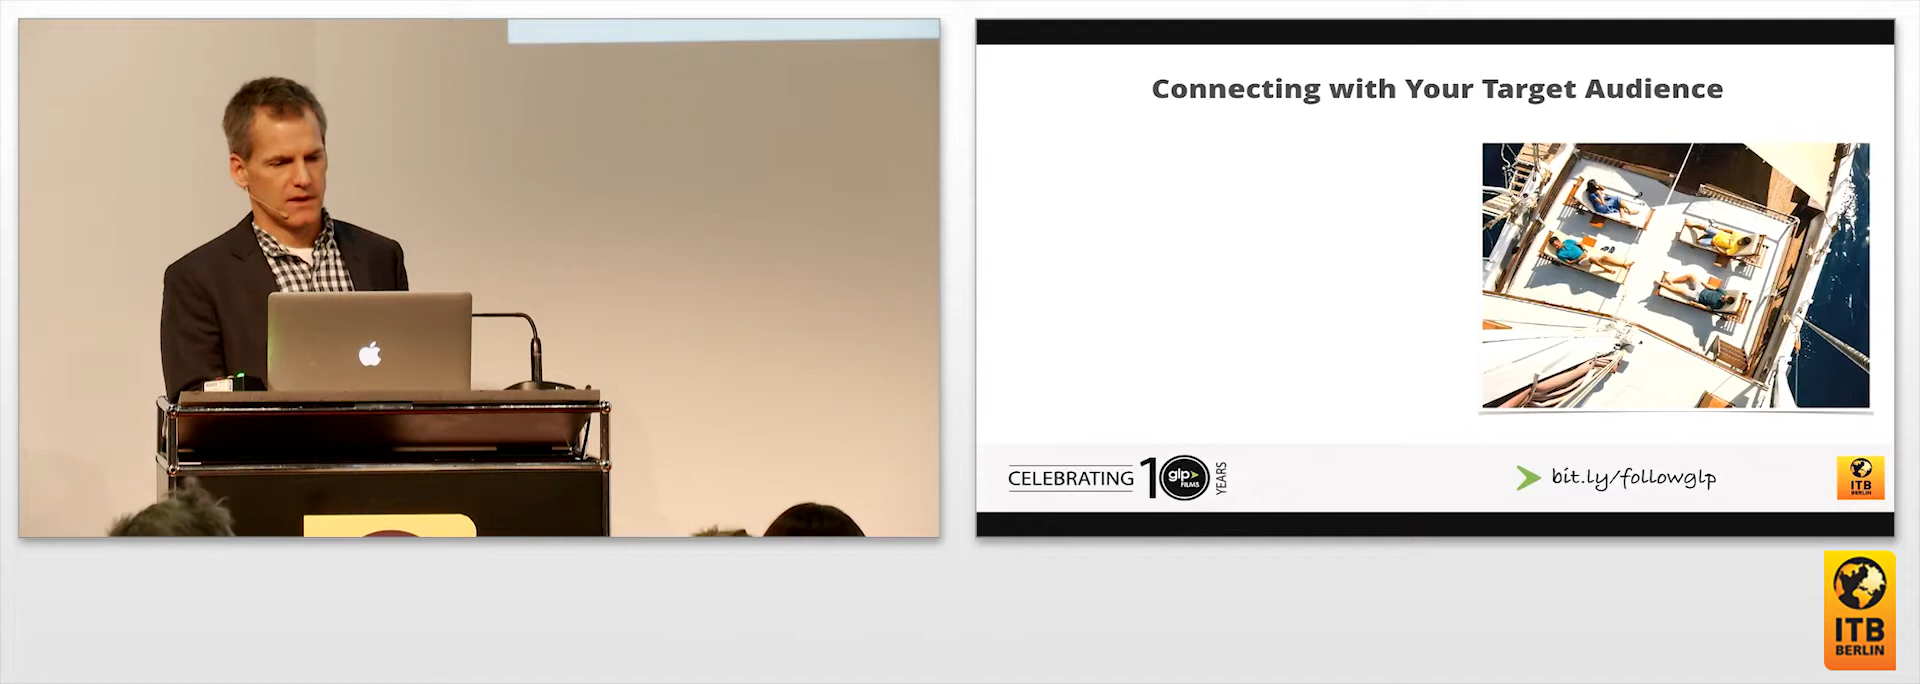 Connecting with Your Target Audience
CELEBRATING 10 YEARS
glp
FILMS
bit.ly/followglp
ITB
BERLIN
ITB
BERLIN